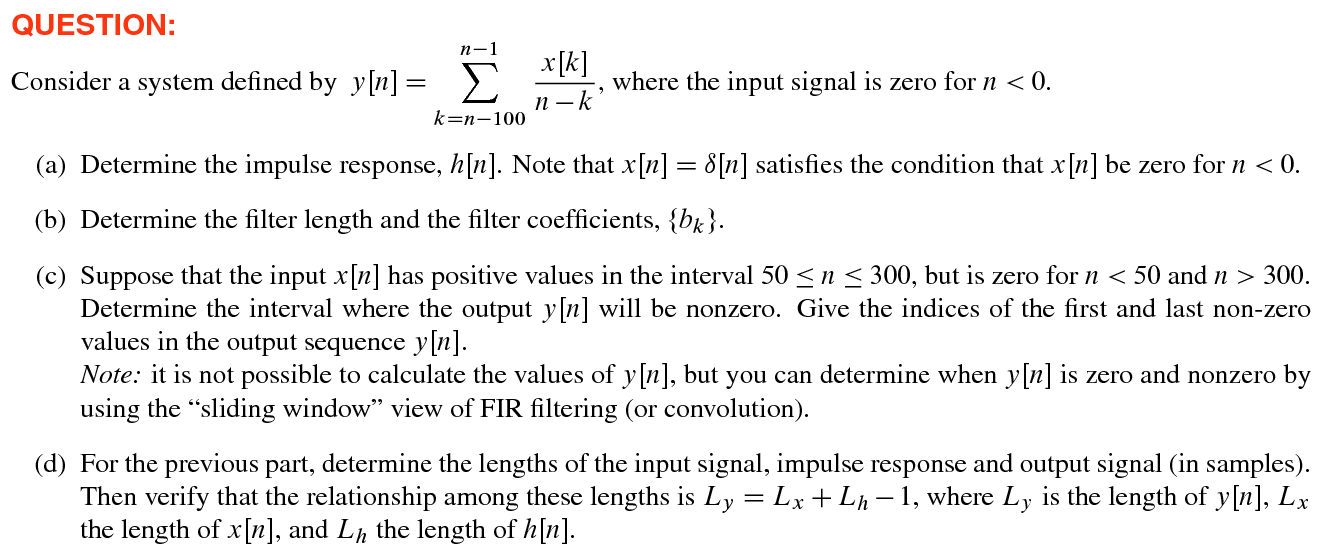 QUESTION:
Consider a system defined by y[n] = \sum_{k=n-100}^{n-1} \frac{x[k]}{n-k}, where the input signal is zero for n < 0.
(a) Determine the impulse response, h[n]. Note that x[n] = δ[n] satisfies the condition that x[n] be zero for n < 0.
(b) Determine the filter length and the filter coefficients, {b_k}.
(c) Suppose that the input x[n] has positive values in the interval 50 ≤ n ≤ 300, but is zero for n < 50 and n > 300.
Determine the interval where the output y[n] will be nonzero. Give the indices of the first and last non-zero
values in the output sequence y[n].
Note: it is not possible to calculate the values of y[n], but you can determine when y[n] is zero and nonzero by
using the “sliding window” view of FIR filtering (or convolution).
(d) For the previous part, determine the lengths of the input signal, impulse response and output signal (in samples).
Then verify that the relationship among these lengths is L_y = L_x + L_h − 1, where L_y is the length of y[n], L_x
the length of x[n], and L_h the length of h[n].